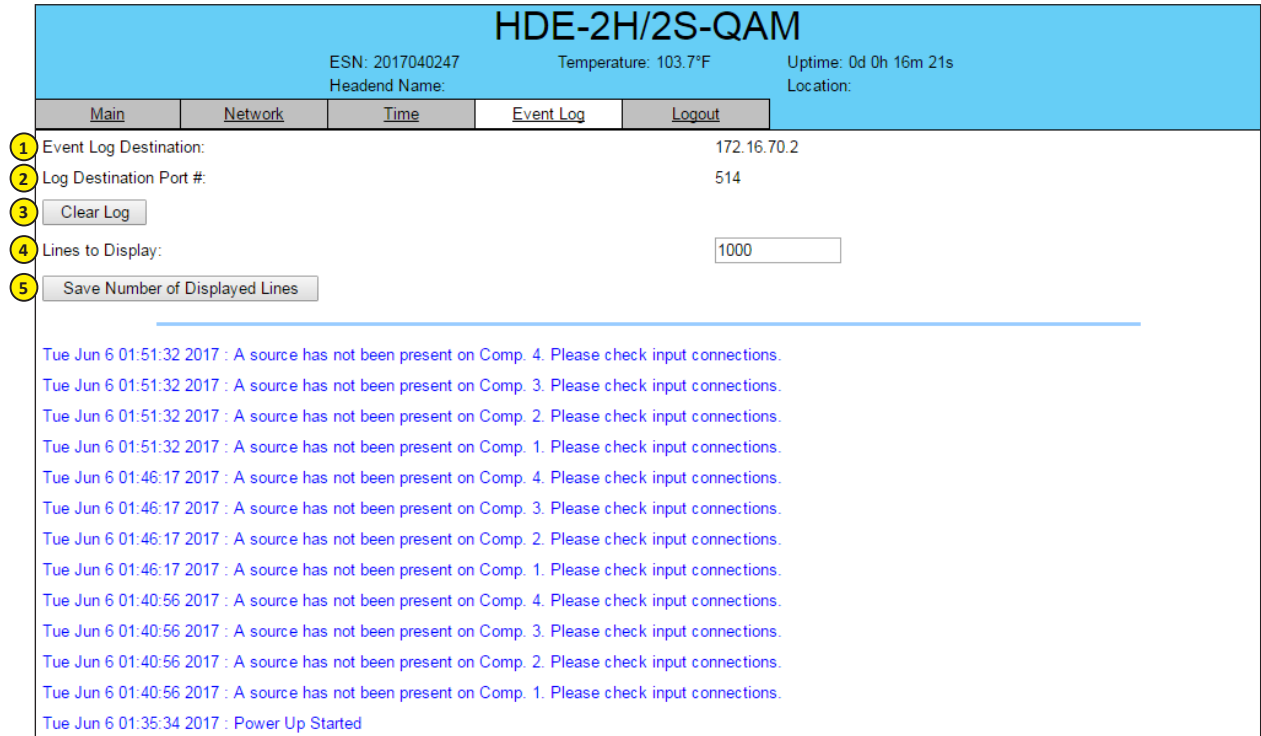 HDE-2H/2S-QAM
ESN: 2017040247 Temperature: 103.7°F Uptime: 0d 0h 16m 21s
Headend Name: Location:
Main Network Time Event Log Logout
1 Event Log Destination: 172.16.70.2
2 Log Destination Port #: 514
3 Clear Log
4 Lines to Display: 1000
5 Save Number of Displayed Lines
Tue Jun 6 01:51:32 2017 : A source has not been present on Comp. 4. Please check input connections.
Tue Jun 6 01:51:32 2017 : A source has not been present on Comp. 3. Please check input connections.
Tue Jun 6 01:51:32 2017 : A source has not been present on Comp. 2. Please check input connections.
Tue Jun 6 01:51:32 2017 : A source has not been present on Comp. 1. Please check input connections.
Tue Jun 6 01:46:17 2017 : A source has not been present on Comp. 4. Please check input connections.
Tue Jun 6 01:46:17 2017 : A source has not been present on Comp. 3. Please check input connections.
Tue Jun 6 01:46:17 2017 : A source has not been present on Comp. 2. Please check input connections.
Tue Jun 6 01:46:17 2017 : A source has not been present on Comp. 1. Please check input connections.
Tue Jun 6 01:40:56 2017 : A source has not been present on Comp. 4. Please check input connections.
Tue Jun 6 01:40:56 2017 : A source has not been present on Comp. 3. Please check input connections.
Tue Jun 6 01:40:56 2017 : A source has not been present on Comp. 2. Please check input connections.
Tue Jun 6 01:40:56 2017 : A source has not been present on Comp. 1. Please check input connections.
Tue Jun 6 01:35:34 2017 : Power Up Started